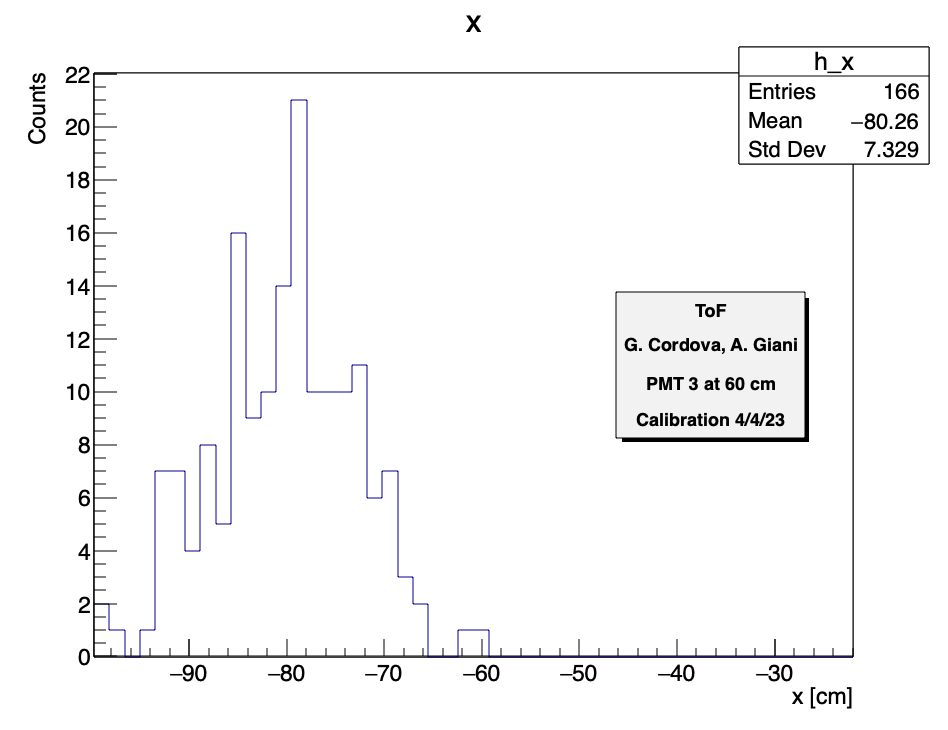 X
Counts
h_x
Entries 166
Mean −80.26
Std Dev 7.329
22
20
18
16
14
12
10
8
6
4
2
0
ToF
G. Cordova, A. Giani
PMT 3 at 60 cm
Calibration 4/4/23
−90 −80 −70 −60 −50 −40 −30
x [cm]